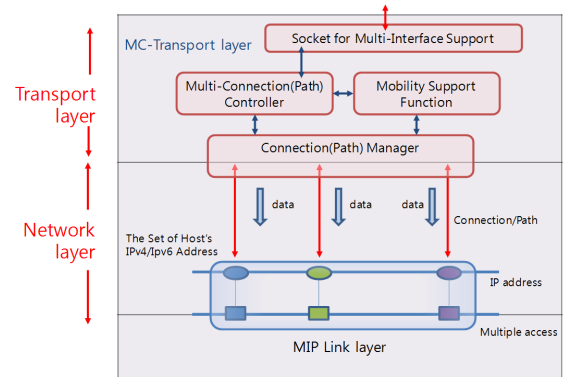 MC-Transport layer
Socket for Multi-Interface Support
Transport
layer
Multi-Connection(Path)
Controller
Mobility Support
Function
Connection(Path) Manager
data
data
data
Connection/Path
Network
layer
The Set of Host's
IPv4/Ipv6 Address
IP address
Multiple access
MIP Link layer